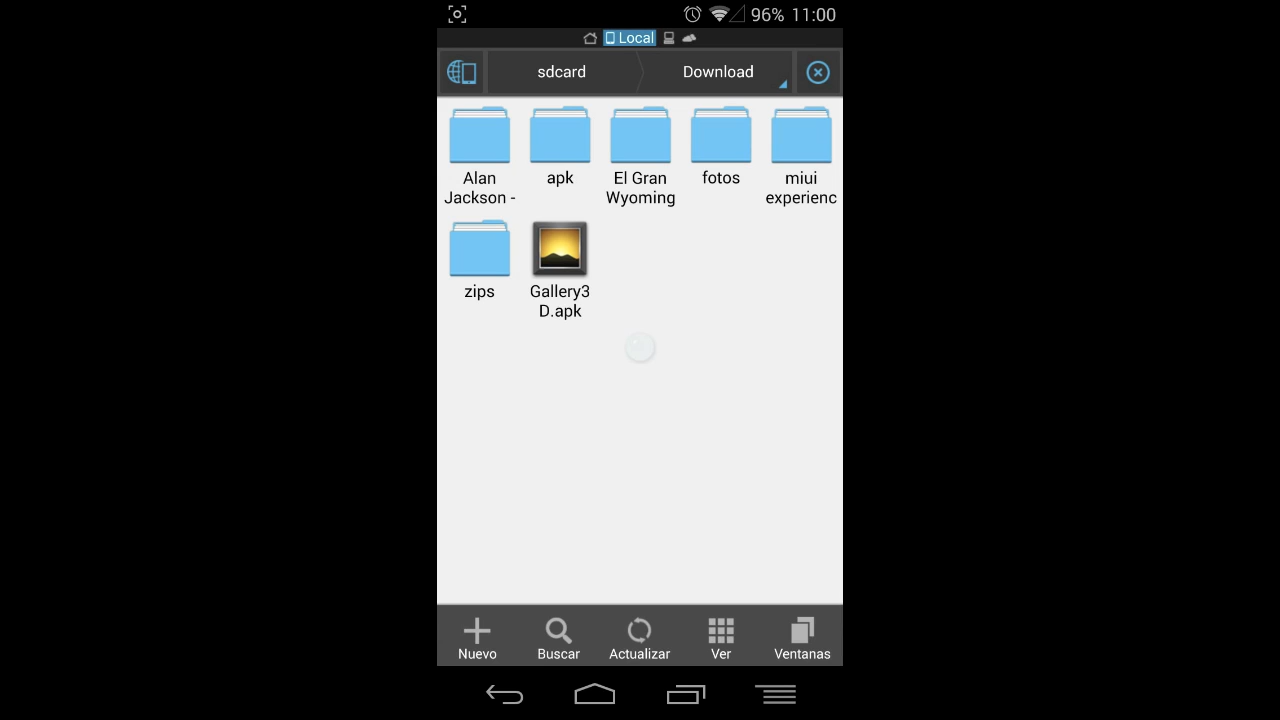 96% 11:00
Local
sdcard Download
Alan apk El Gran fotos miui
Jackson - Wyoming experienc
zips Gallery3
D.apk
Nuevo Buscar Actualizar Ver Ventanas